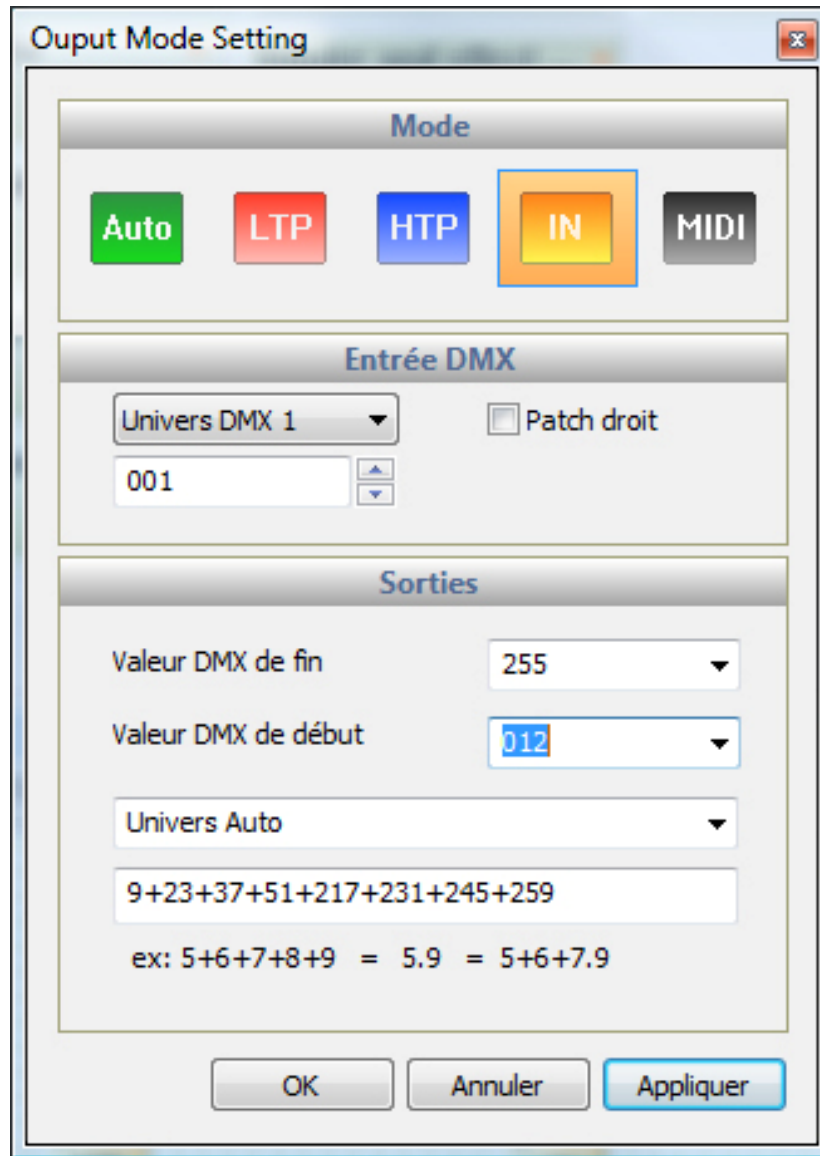 Ouput Mode Setting
Mode
Auto LTP HTP IN MIDI
Entrée DMX
Univers DMX 1 Patch droit
001
Sorties
Valeur DMX de fin 255
Valeur DMX de début 012
Univers Auto
9+23+37+51+217+231+245+259
ex: 5+6+7+8+9 = 5.9 = 5+6+7.9
OK Annuler Appliquer